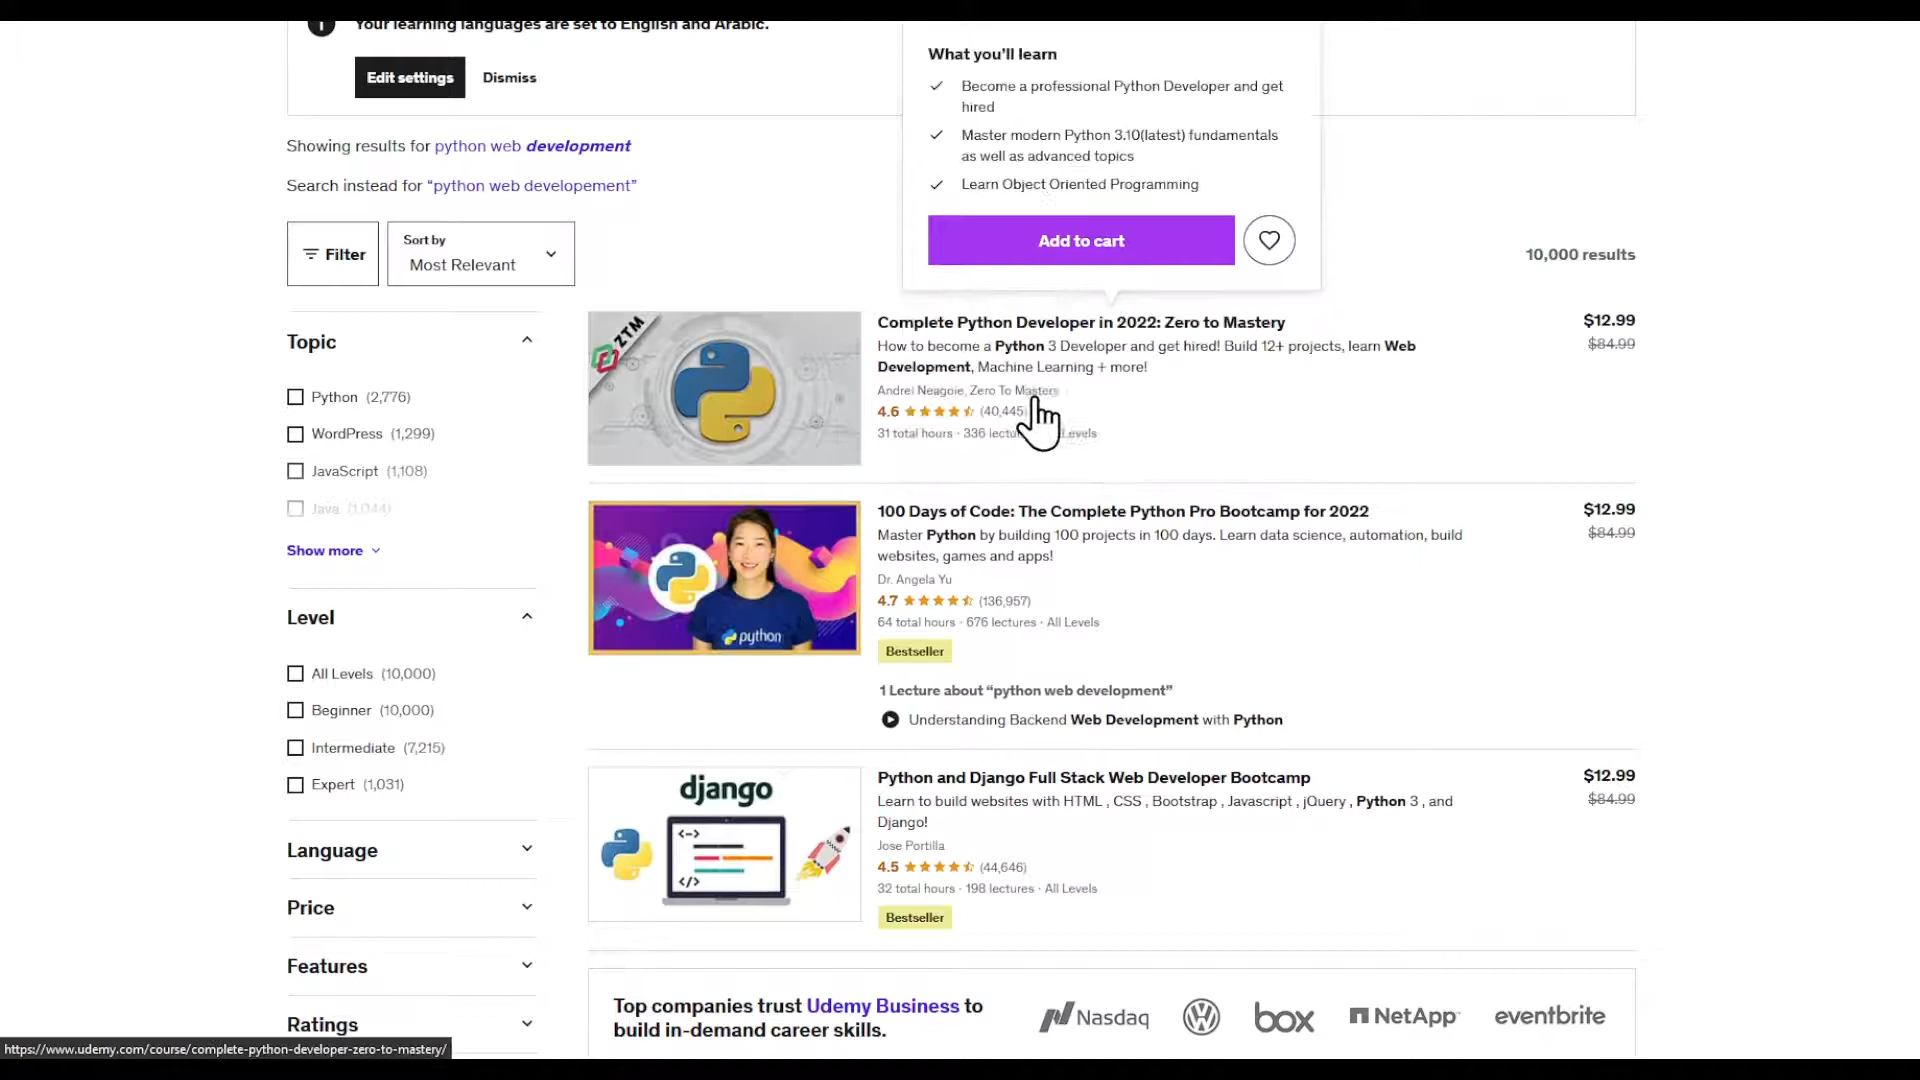 Your learning languages are set to English and Arabic.
Edit settings
Dismiss
What you'll learn
Become a professional Python Developer and get
hired
Master modern Python 3.10(latest) fundamentals
as well as advanced topics
Learn Object Oriented Programming
Add to cart
Showing results for python web development
Search instead for “python web developement”
Filter
Sort by
Most Relevant
10,000 results
Topic
Python (2,776)
WordPress (1,299)
JavaScript (1,108)
Java (1,044)
Show more
Level
All Levels (10,000)
Beginner (10,000)
Intermediate (7,215)
Expert (1,031)
Language
Price
Features
Ratings
ZTM
Complete Python Developer in 2022: Zero to Mastery
$12.99
How to become a Python 3 Developer and get hired! Build 12+ projects, learn Web
$84.99
Development, Machine Learning + more!
Andrei Neagoie, Zero To Mastery
4.6 (40,445)
31 total hours · 336 Levels
python
100 Days of Code: The Complete Python Pro Bootcamp for 2022
$12.99
Master Python by building 100 projects in 100 days. Learn data science, automation, build
$84.99
websites, games and apps!
Dr. Angela Yu
4.7 (136,957)
64 total hours · 676 lectures · All Levels
Bestseller
1 Lecture about “python web development”
Understanding Backend Web Development with Python
django
Python and Django Full Stack Web Developer Bootcamp
$12.99
Learn to build websites with HTML , CSS , Bootstrap , Javascript , jQuery , Python 3 , and
$84.99
Django!
Jose Portilla
4.5 (44,646)
32 total hours · 198 lectures · All Levels
Bestseller
Top companies trust Udemy Business to
build in-demand career skills.
Nasdaq
box
NetApp
eventbrite
https://www.udemy.com/course/complete-python-developer-zero-to-mastery/